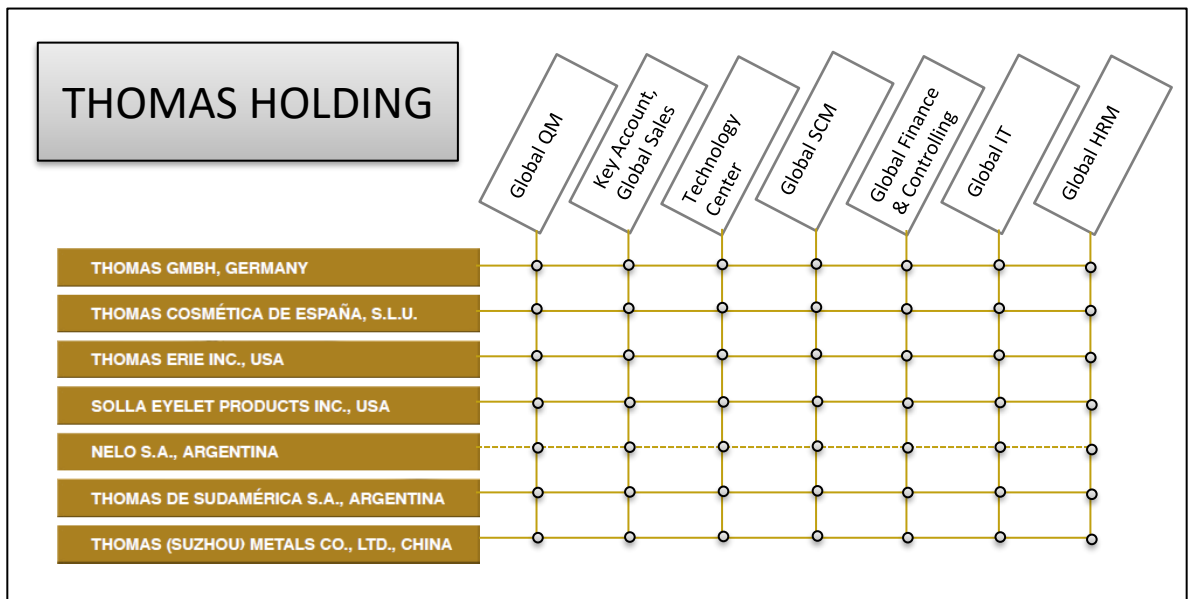 THOMAS HOLDING
Global QM
Key Account,
Global Sales
Technology
Center
Global SCM
Global Finance
& Controlling
Global IT
Global HRM
THOMAS GMBH, GERMANY
THOMAS COSMÉTICA DE ESPAÑA, S.L.U.
THOMAS ERIE INC., USA
SOLLA EYELET PRODUCTS INC., USA
NELO S.A., ARGENTINA
THOMAS DE SUDAMÉRICA S.A., ARGENTINA
THOMAS (SUZHOU) METALS CO., LTD., CHINA